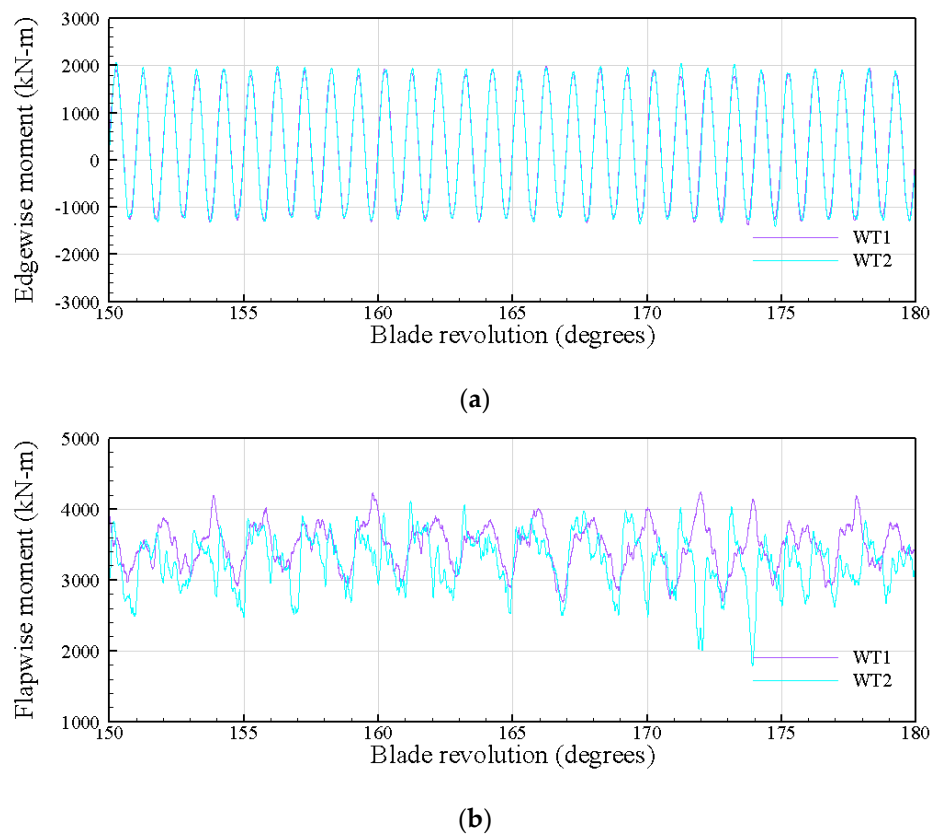 3000
2000
1000
0
-1000
-2000
-3000
Edgewise moment (kN-m)
WT1
WT2
150 155 160 165 170 175 180
Blade revolution (degrees)
(a)
5000
4000
3000
2000
1000
Flapwise moment (kN-m)
WT1
WT2
150 155 160 165 170 175 180
Blade revolution (degrees)
(b)